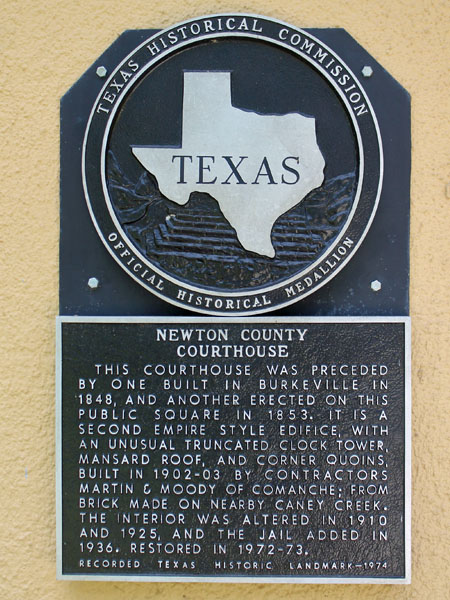 TEXAS HISTORICAL COMMISSION
TEXAS
OFFICIAL HISTORICAL MEDALLION
NEWTON COUNTY
COURTHOUSE
THIS COURTHOUSE WAS PRECEDED
BY ONE BUILT IN BURKEVILLE IN
1848, AND ANOTHER ERECTED ON THIS
PUBLIC SQUARE IN 1853. IT IS A
SECOND EMPIRE STYLE EDIFICE, WITH
AN UNUSUAL TRUNCATED CLOCK TOWER,
MANSARD ROOF, AND CORNER QUOINS,
BUILT IN 1902-03 BY CONTRACTORS
MARTIN & MOODY OF COMANCHE; FROM
BRICK MADE ON NEARBY CANEY CREEK.
THE INTERIOR WAS ALTERED IN 1910
AND 1925, AND THE JAIL ADDED IN
1936. RESTORED IN 1972-73.
RECORDED TEXAS HISTORIC LANDMARK—1974